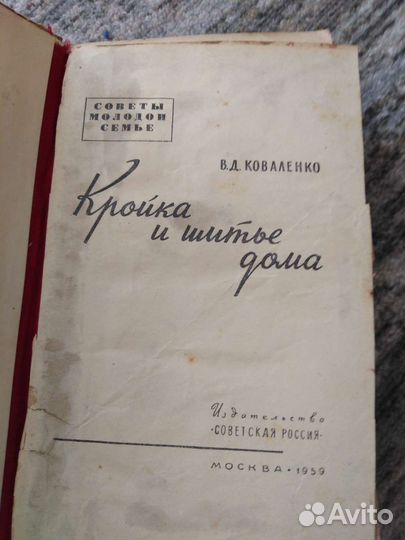 СОВЕТЫ
МОЛОДОЙ
СЕМЬЕ
В.Д. КОВАЛЕНКО
Кройка
и шитье
дома
Издательство
«СОВЕТСКАЯ РОССИЯ»
МОСКВА • 1959
Avito